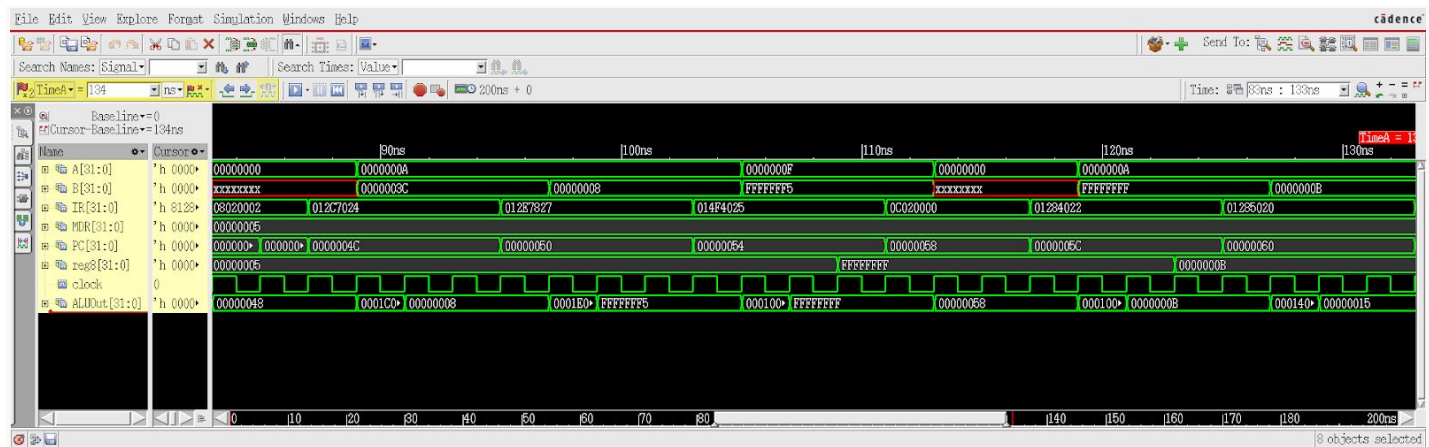 File Edit View Explore Format Simulation Windows Help cādence
Send To:
Search Names: Signal Search Times: Value
TimeA = 134 ns 200ns + 0 Time: 83ns : 133ns
Baseline=0
Cursor-Baseline=134ns
TimeA = 13
Name Cursor 90ns 100ns 110ns 120ns 130ns
A[31:0] 'h 0000 00000000 0000000A 0000000F 00000000 0000000A
B[31:0] 'h 0000 xxxxxxxx 0000003C 00000008 FFFFFFF5 xxxxxxxx FFFFFFFF 0000000B
IR[31:0] 'h 8128 08020002 012C7024 012E7827 014F4025 0C020000 01284022 01285020
MDR[31:0] 'h 0000 00000005
PC[31:0] 'h 0000 000000 000000 0000004C 00000050 00000054 00000058 0000005C 00000060
reg8[31:0] 'h 0000 00000005 FFFFFFFF 0000000B
clock 0
ALUOut[31:0] 'h 0000 00000048 0001C0 00000008 0001E0 FFFFFFF5 000100 FFFFFFFF 00000058 000100 0000000B 000140 00000015
0 10 20 30 40 50 60 70 80 140 150 160 170 180 200ns
8 objects selected